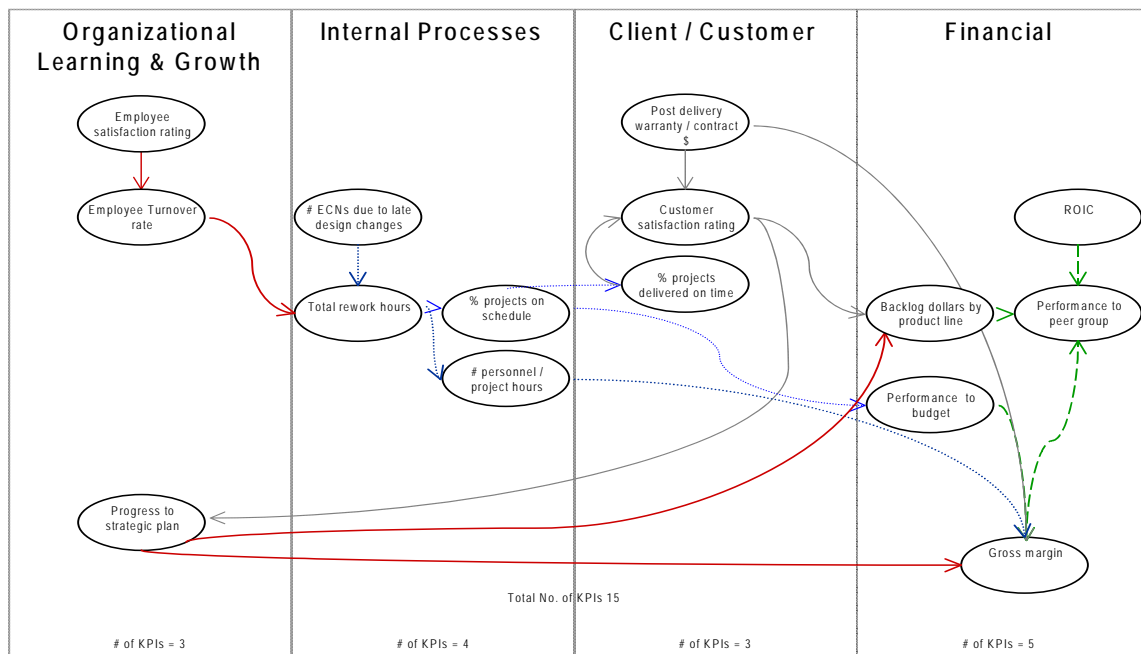 Organizational
Learning & Growth
Internal Processes
Client / Customer
Financial
Employee
satisfaction rating
Post delivery
warranty / contract
$
Employee Turnover
rate
# ECNs due to late
design changes
Customer
satisfaction rating
ROIC
% projects
delivered on time
Total rework hours
% projects on
schedule
Backlog dollars by
product line
Performance to
peer group
# personnel /
project hours
Performance to
budget
Progress to
strategic plan
Gross margin
Total No. of KPIs 15
# of KPIs = 3
# of KPIs = 4
# of KPIs = 3
# of KPIs = 5